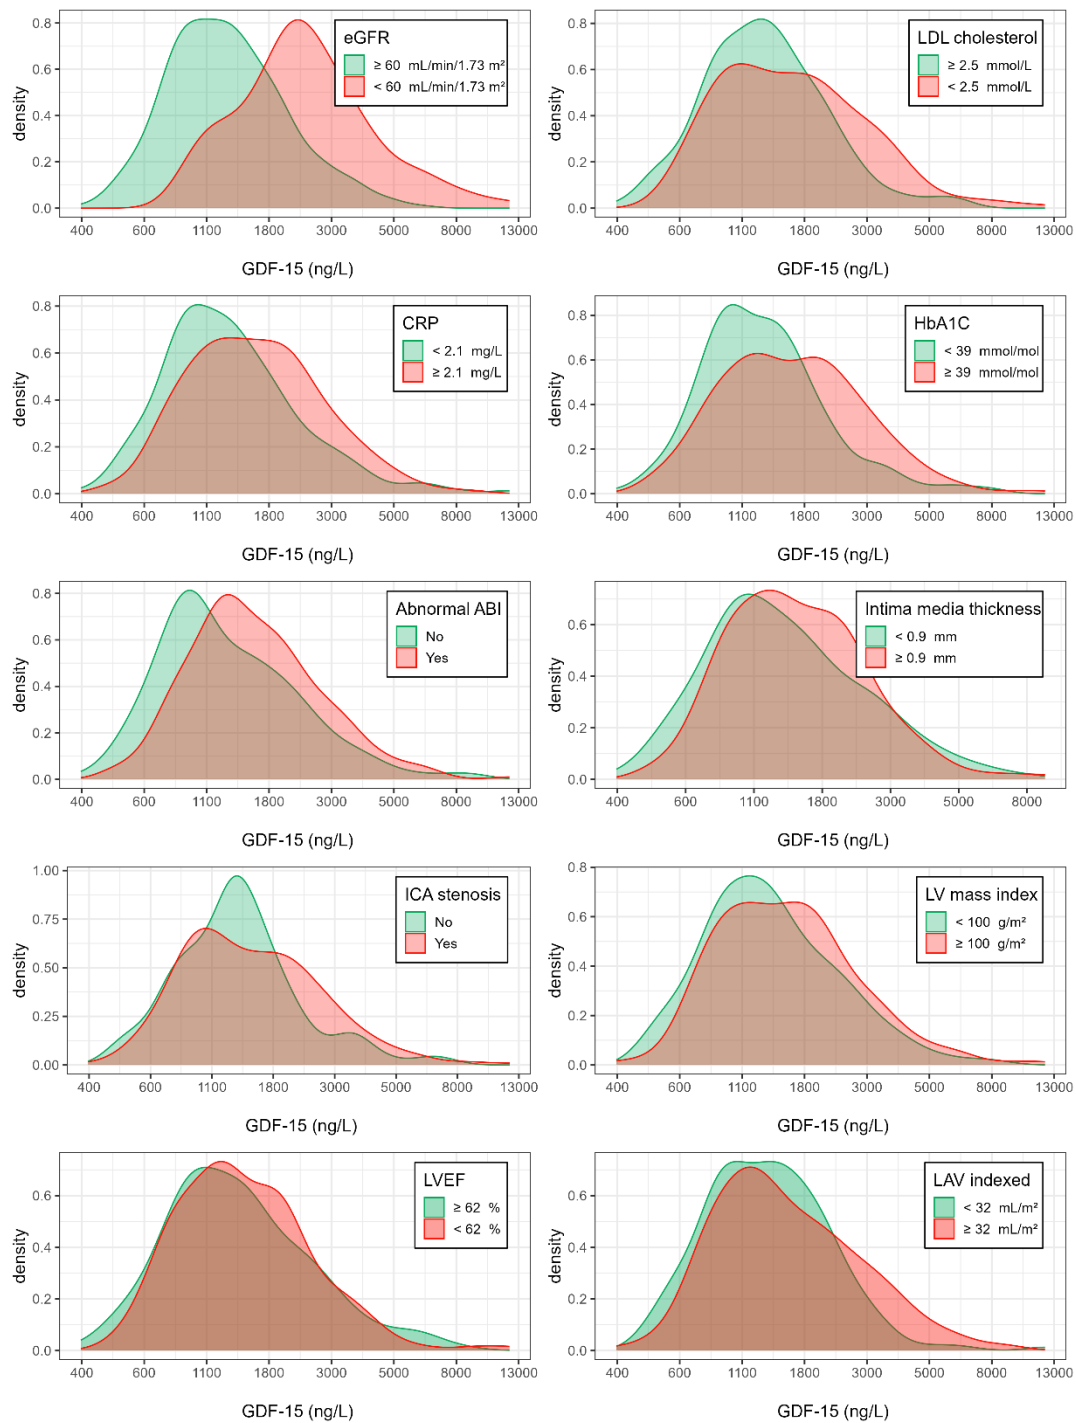 eGFR
≥ 60 mL/min/1.73 m²
< 60 mL/min/1.73 m²
density
0.8
0.6
0.4
0.2
0.0
400 600 1100 1800 3000 5000 8000 13000
GDF-15 (ng/L)
LDL cholesterol
≥ 2.5 mmol/L
< 2.5 mmol/L
density
0.8
0.6
0.4
0.2
0.0
400 600 1100 1800 3000 5000 8000 13000
GDF-15 (ng/L)
CRP
< 2.1 mg/L
≥ 2.1 mg/L
density
0.8
0.6
0.4
0.2
0.0
400 600 1100 1800 3000 5000 8000 13000
GDF-15 (ng/L)
HbA1C
< 39 mmol/mol
≥ 39 mmol/mol
density
0.8
0.6
0.4
0.2
0.0
400 600 1100 1800 3000 5000 8000 13000
GDF-15 (ng/L)
Abnormal ABI
No
Yes
density
0.8
0.6
0.4
0.2
0.0
400 600 1100 1800 3000 5000 8000 13000
GDF-15 (ng/L)
Intima media thickness
< 0.9 mm
≥ 0.9 mm
density
0.6
0.4
0.2
0.0
400 600 1100 1800 3000 5000 8000
GDF-15 (ng/L)
ICA stenosis
No
Yes
density
1.00
0.75
0.50
0.25
0.00
400 600 1100 1800 3000 5000 8000 13000
GDF-15 (ng/L)
LV mass index
< 100 g/m²
≥ 100 g/m²
density
0.8
0.6
0.4
0.2
0.0
400 600 1100 1800 3000 5000 8000 13000
GDF-15 (ng/L)
LVEF
≥ 62 %
< 62 %
density
0.6
0.4
0.2
0.0
400 600 1100 1800 3000 5000 8000 13000
GDF-15 (ng/L)
LAV indexed
< 32 mL/m²
≥ 32 mL/m²
density
0.6
0.4
0.2
0.0
400 600 1100 1800 3000 5000 8000 13000
GDF-15 (ng/L)